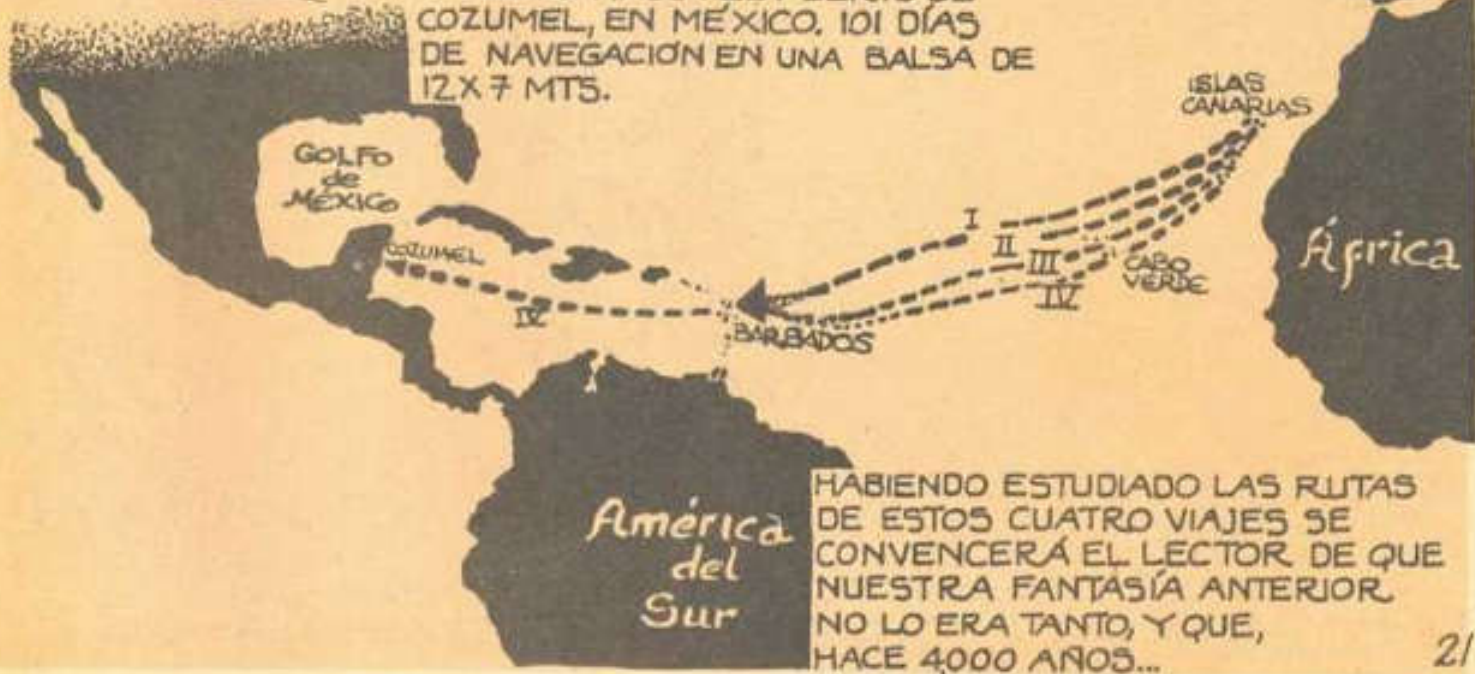 COZUMEL, EN MÉXICO. 101 DÍAS
DE NAVEGACIÓN EN UNA BALSA DE
12 X 7 MTS.
ISLAS
CANARIAS
GOLFO
de
MÉXICO
COZUMEL
I
II
III
IV
CABO
VERDE
África
IV
BARBADOS
América
del
Sur
HABIENDO ESTUDIADO LAS RUTAS
DE ESTOS CUATRO VIAJES SE
CONVENCERÁ EL LECTOR DE QUE
NUESTRA FANTASÍA ANTERIOR
NO LO ERA TANTO, Y QUE,
HACE 4000 AÑOS...
21